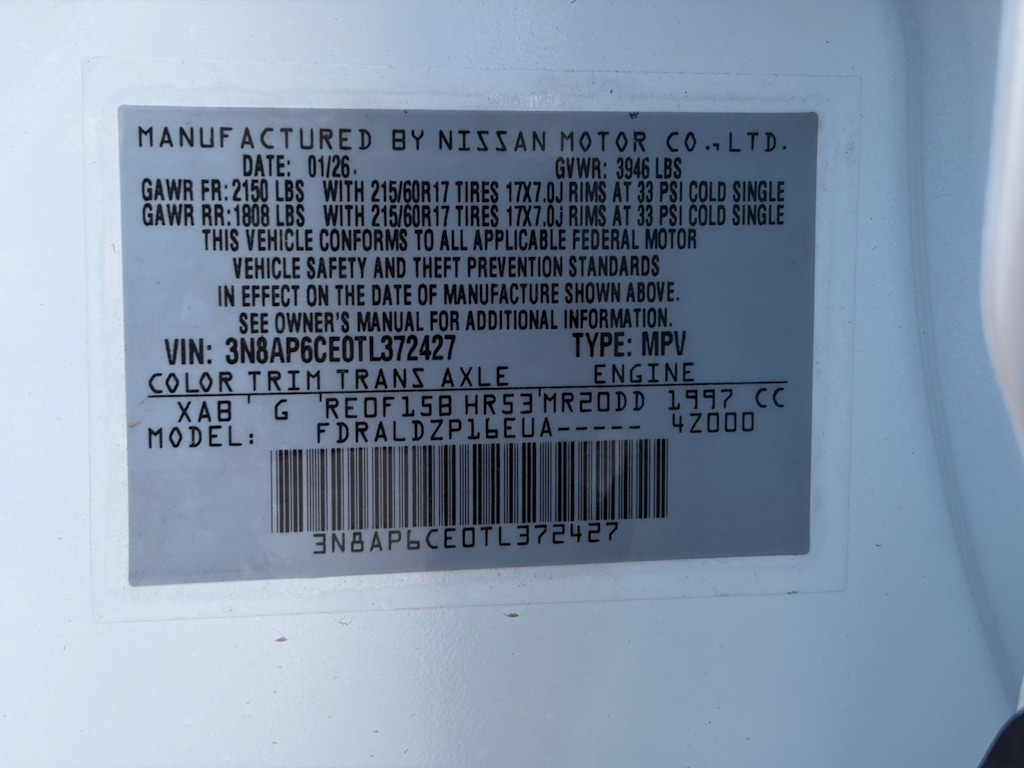 MANUFACTURED BY NISSAN MOTOR CO., LTD.
DATE: 01/26. GVWR: 3946 LBS
GAWR FR: 2150 LBS WITH 215/60R17 TIRES 17X7.0J RIMS AT 33 PSI COLD SINGLE
GAWR RR: 1808 LBS WITH 215/60R17 TIRES 17X7.0J RIMS AT 33 PSI COLD SINGLE
THIS VEHICLE CONFORMS TO ALL APPLICABLE FEDERAL MOTOR
VEHICLE SAFETY AND THEFT PREVENTION STANDARDS
IN EFFECT ON THE DATE OF MANUFACTURE SHOWN ABOVE.
SEE OWNER'S MANUAL FOR ADDITIONAL INFORMATION.
VIN: 3N8AP6CE0TL372427 TYPE: MPV
COLOR TRIM TRANS AXLE ENGINE
XAB G RE0F15B HR53 MR20DD 1997 CC
MODEL: FDRALDZP16EUA----- 4Z000
3N8AP6CE0TL372427